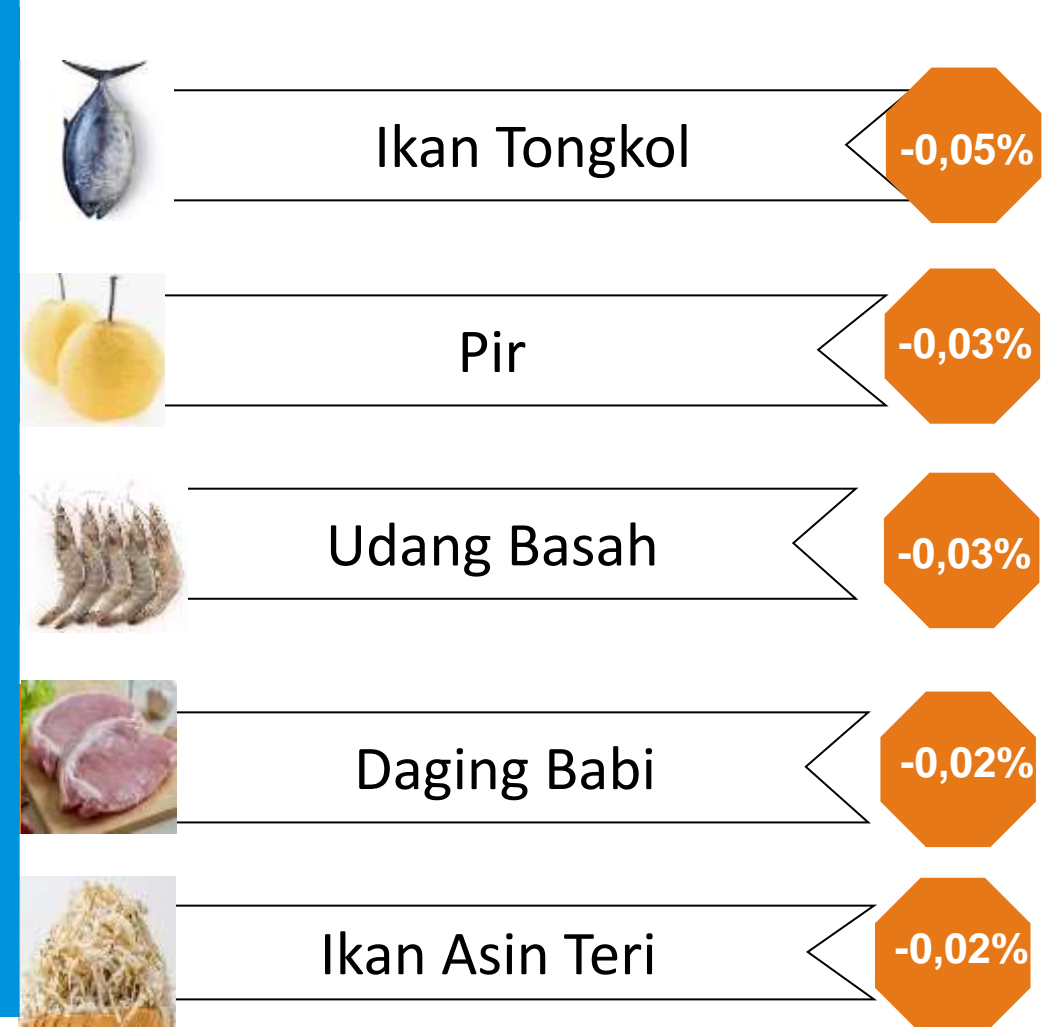 Ikan Tongkol
-0,05%
Pir
-0,03%
Udang Basah
-0,03%
Daging Babi
-0,02%
Ikan Asin Teri
-0,02%